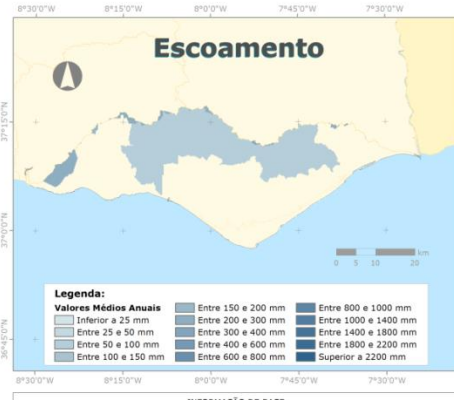 8°30'0"W 8°15'0"W 8°0'0"W 7°45'0"W 7°30'0"W
Escoamento
37°15'0"N
37°0'0"N
36°45'0"N
km
0 5 10 20
Legenda:
Valores Médios Anuais
Inferior a 25 mm
Entre 25 e 50 mm
Entre 50 e 100 mm
Entre 100 e 150 mm
Entre 150 e 200 mm
Entre 200 e 300 mm
Entre 300 e 400 mm
Entre 400 e 600 mm
Entre 600 e 800 mm
Entre 800 e 1000 mm
Entre 1000 e 1400 mm
Entre 1400 e 1800 mm
Entre 1800 e 2200 mm
Superior a 2200 mm
8°30'0"W 8°15'0"W 8°0'0"W 7°45'0"W 7°30'0"W